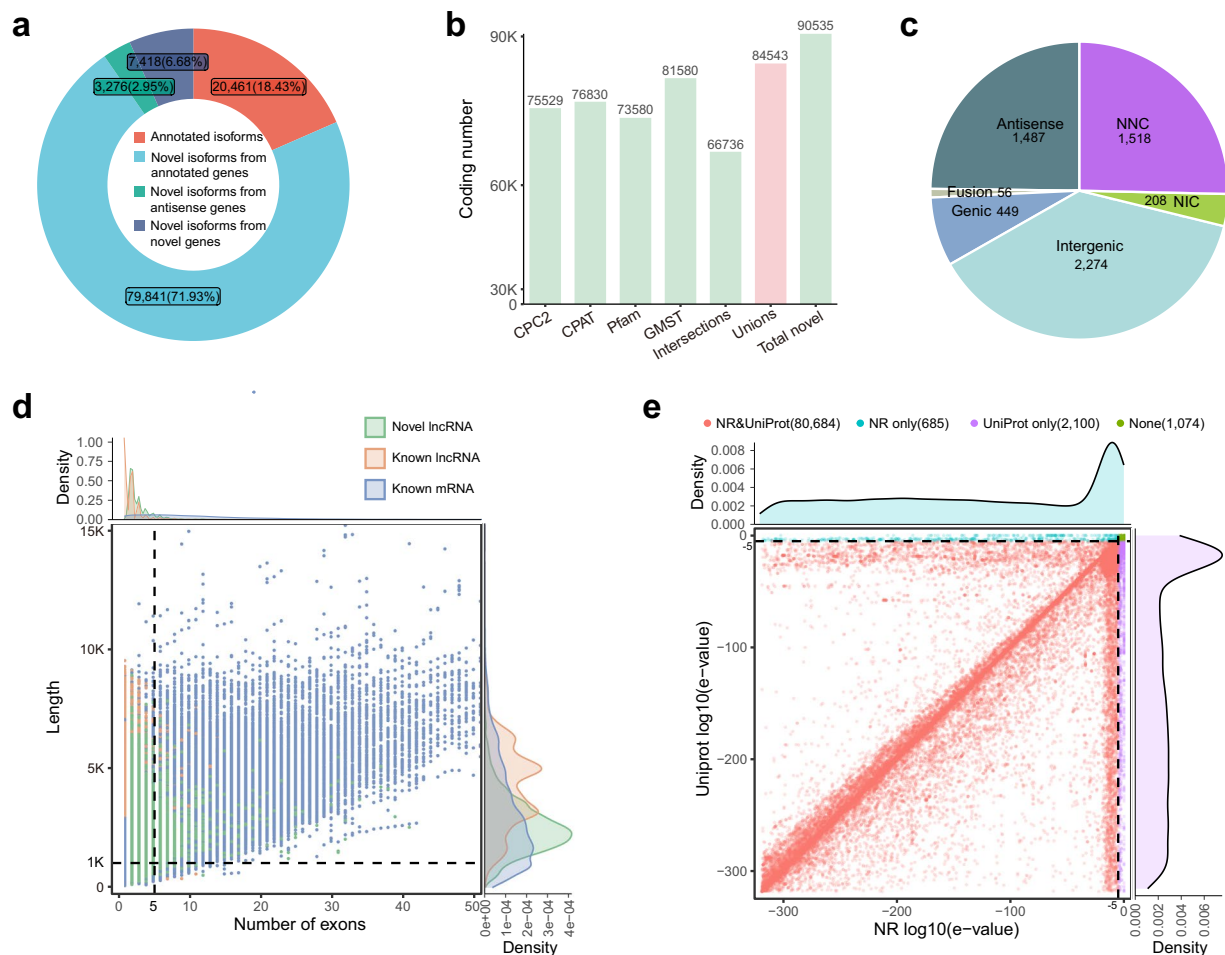 a
7,418(6.68%)
3,276(2.95%)
20,461(18.43%)
Annotated isoforms
Novel isoforms from
annotated genes
Novel isoforms from
antisense genes
Novel isoforms from
novel genes
79,841(71.93%)
b
Coding number
90K
60K
30K
0
75529
76830
73580
81580
66736
84543
90535
CPC2
CPAT
Pfam
GMST
Intersections
Unions
Total novel
c
Antisense
1,487
NNC
1,518
Fusion 56
208 NIC
Genic 449
Intergenic
2,274
d
Novel lncRNA
Known lncRNA
Known mRNA
Density
1.00
0.75
0.50
0.25
0.00
Length
15K
10K
5K
1K
0
0 5 10 20 30 40 50
Number of exons
0e+00 1e-04 2e-04 3e-04 4e-04
Density
e
NR&UniProt(80,684) NR only(685) UniProt only(2,100) None(1,074)
Density
0.008
0.006
0.004
0.002
0.000
Uniprot log10(e−value)
0
-5
−100
−200
−300
−300 −100 -5 0
NR log10(e−value)
0.000 0.002 0.004 0.006
Density